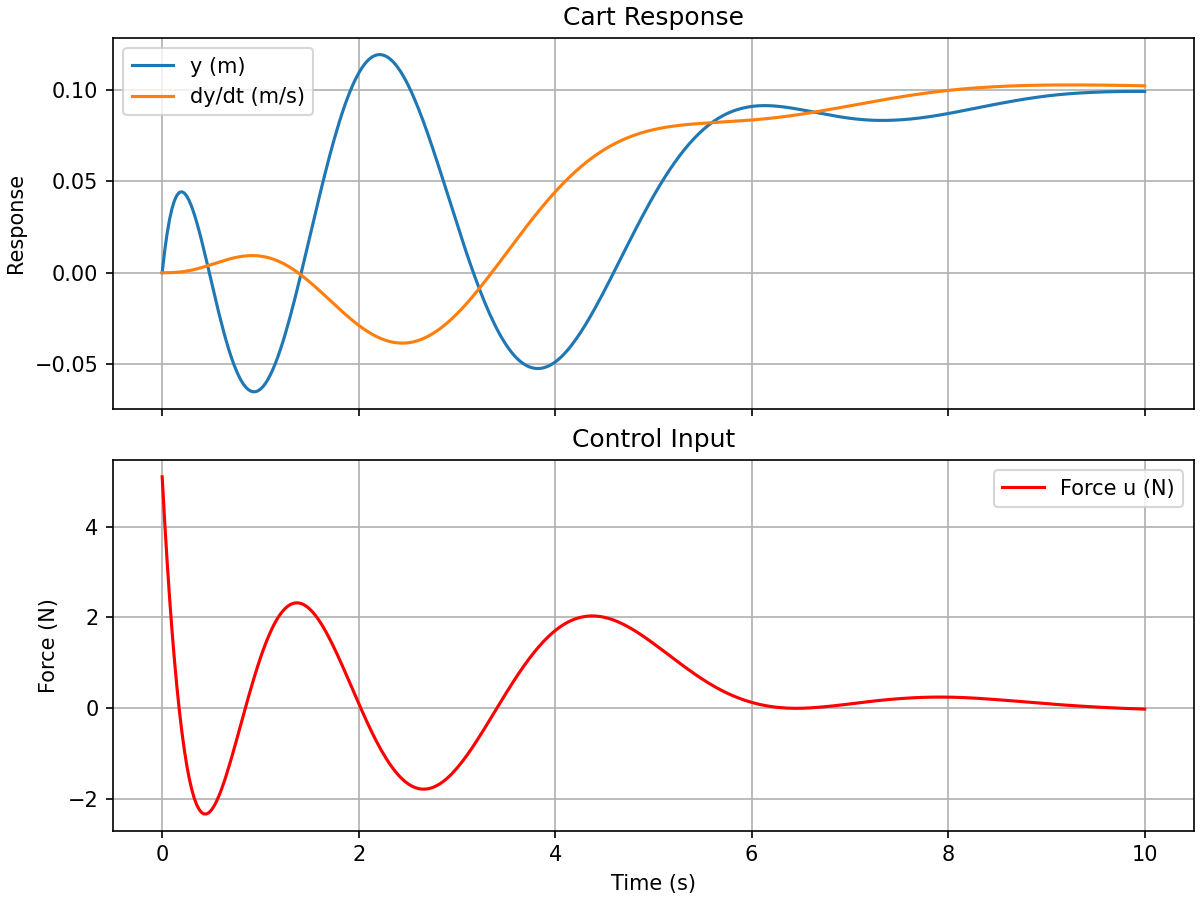 Cart Response
y (m)
dy/dt (m/s)
0.10
0.05
0.00
−0.05
Response
Control Input
Force u (N)
4
2
0
−2
Force (N)
0 2 4 6 8 10
Time (s)